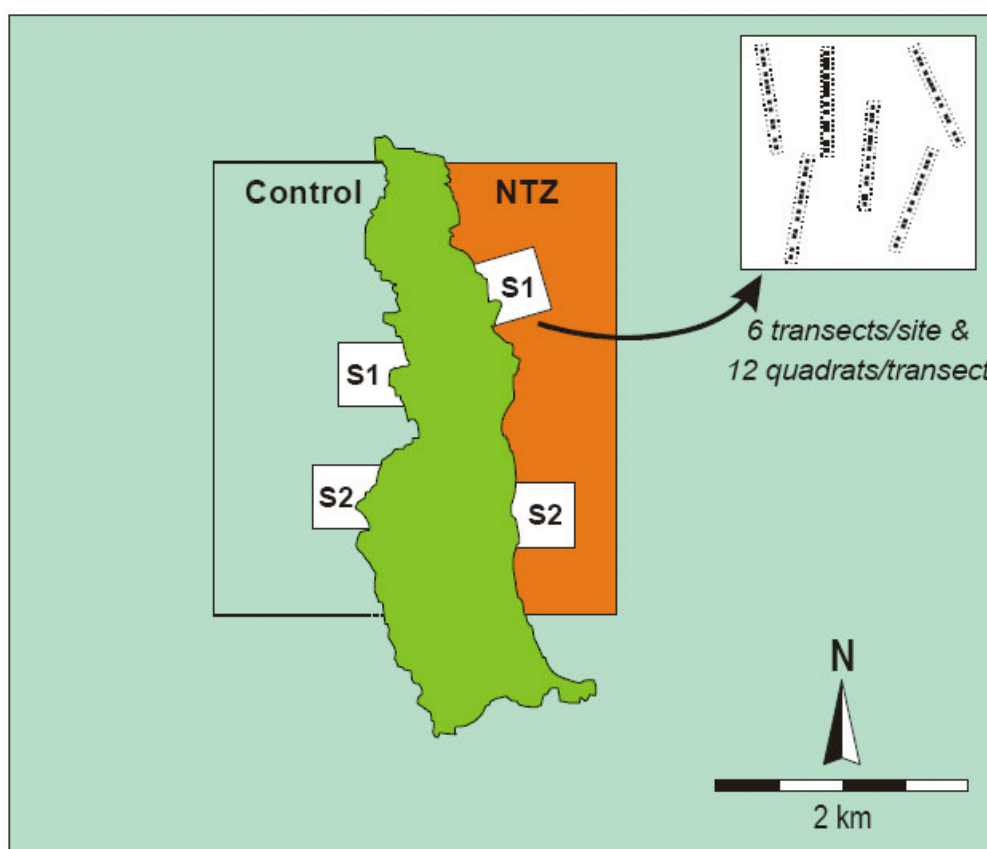 Control
NTZ
S1
S1
S2
S2
6 transects/site &
12 quadrats/transect
N
2 km